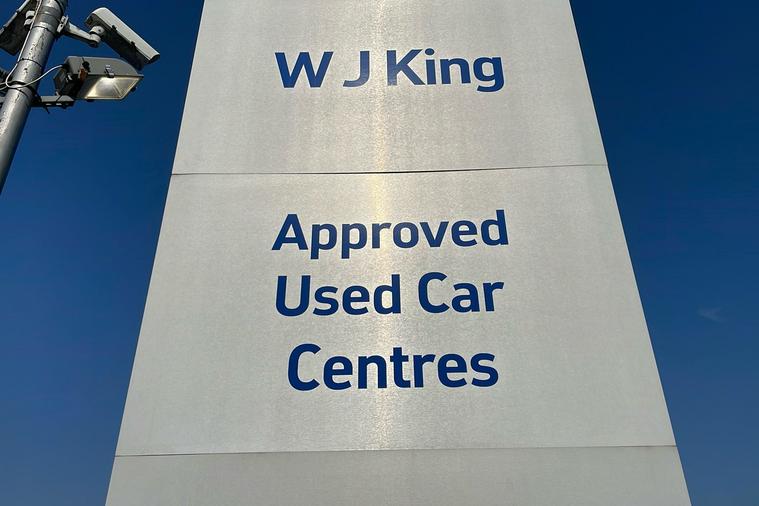 W J King
Approved
Used Car
Centres